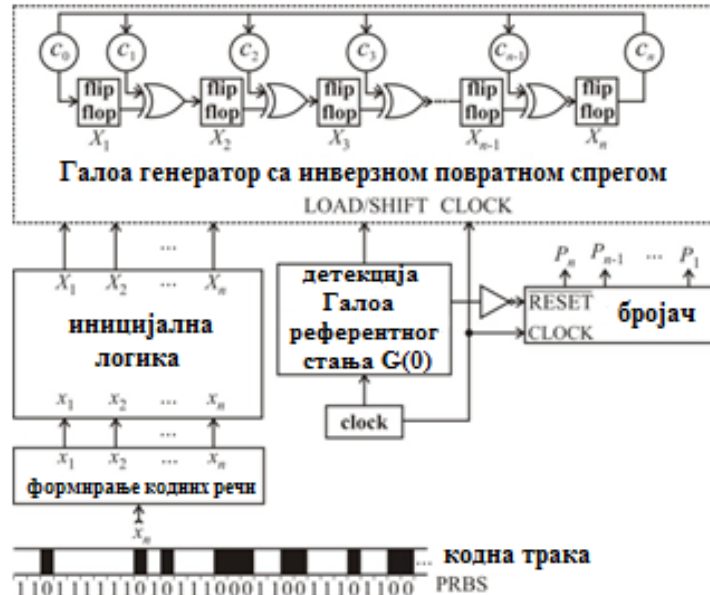 c₀ c₁ c₂ c₃ cₙ₋₁ cₙ
flip flip flip flip flip
flop flop flop flop flop
X₁ X₂ X₃ ... Xₙ₋₁ Xₙ
Галоа генератор са инверзном повратном спрегом
LOAD/SHIFT CLOCK
...
X₁ X₂ ... Xₙ
иницијална
логика
x₁ x₂ ... xₙ
...
x₁ x₂ ... xₙ
формирање кодних речи
xₙ
детекција
Галоа
референтног
стања G(0)
clock
Pₙ Pₙ₋₁ ... P₁
RESET
бројач
CLOCK
... кодна трака
110111111010111000110011101100 PRBS